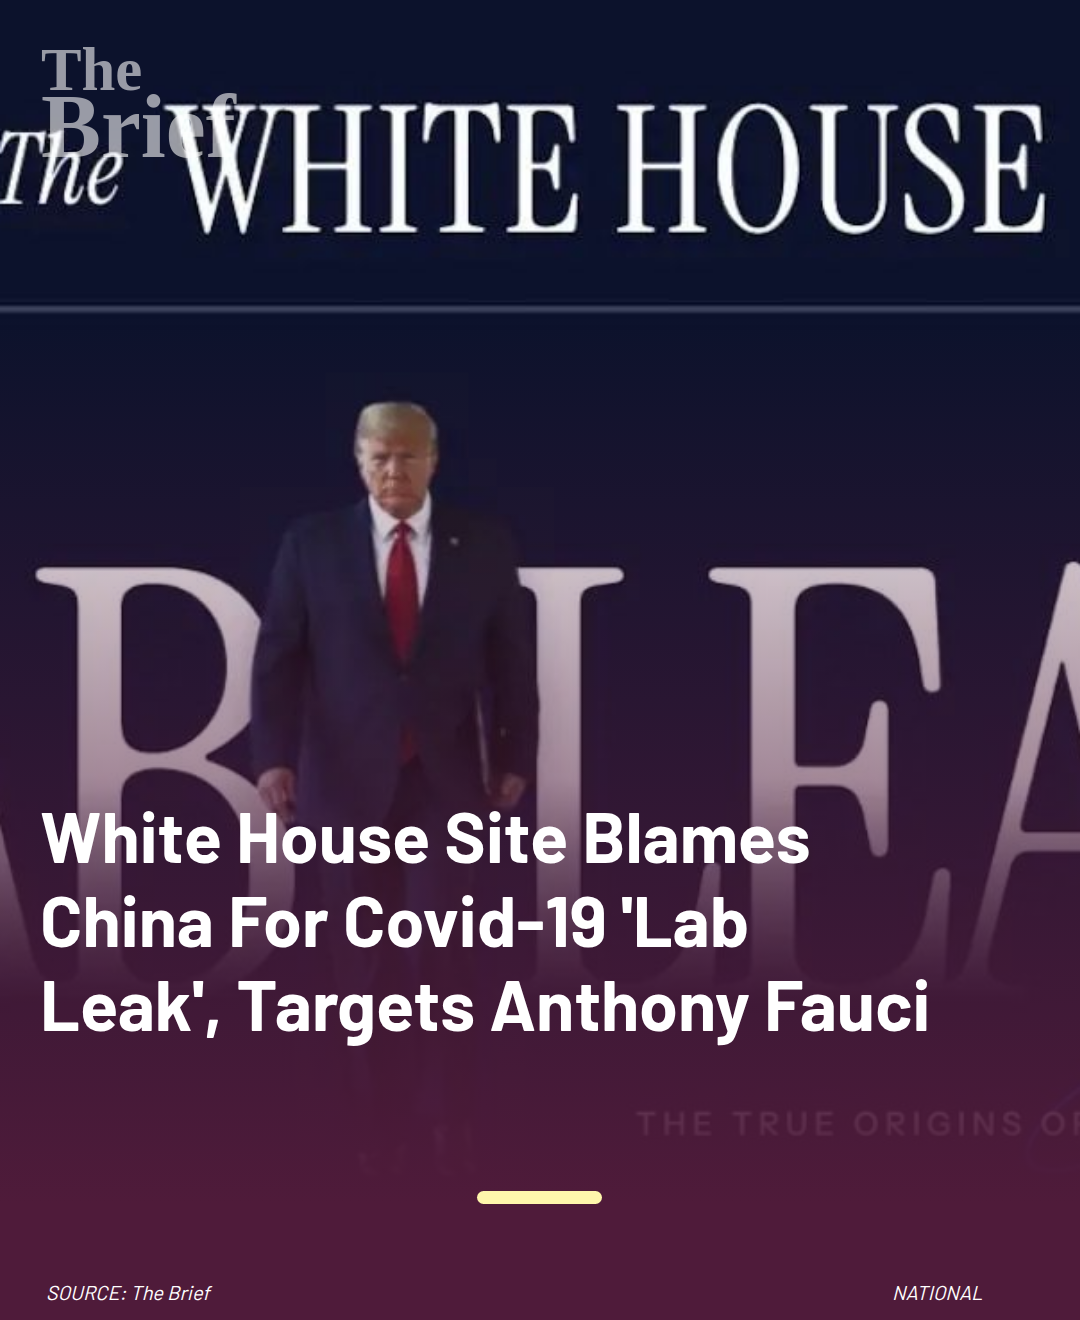 The
Brief
The WHITE HOUSE
AB LEA
White House Site Blames
China For Covid-19 'Lab
Leak', Targets Anthony Fauci
THE TRUE ORIGINS OF
SOURCE: The Brief
NATIONAL